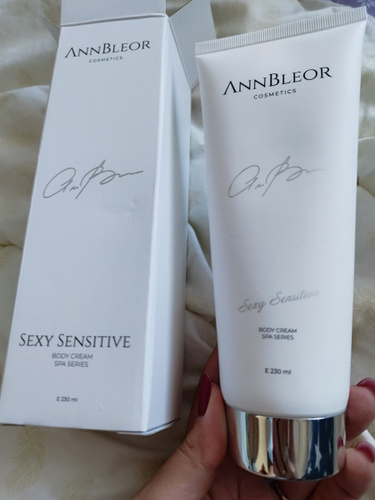 ANNBLEOR
COSMETICS
SEXY SENSITIVE
BODY CREAM
SPA SERIES
E 230 ml
ANNBLEOR
COSMETICS
Sexy Sensitive
BODY CREAM
SPA SERIES
E 230 ml